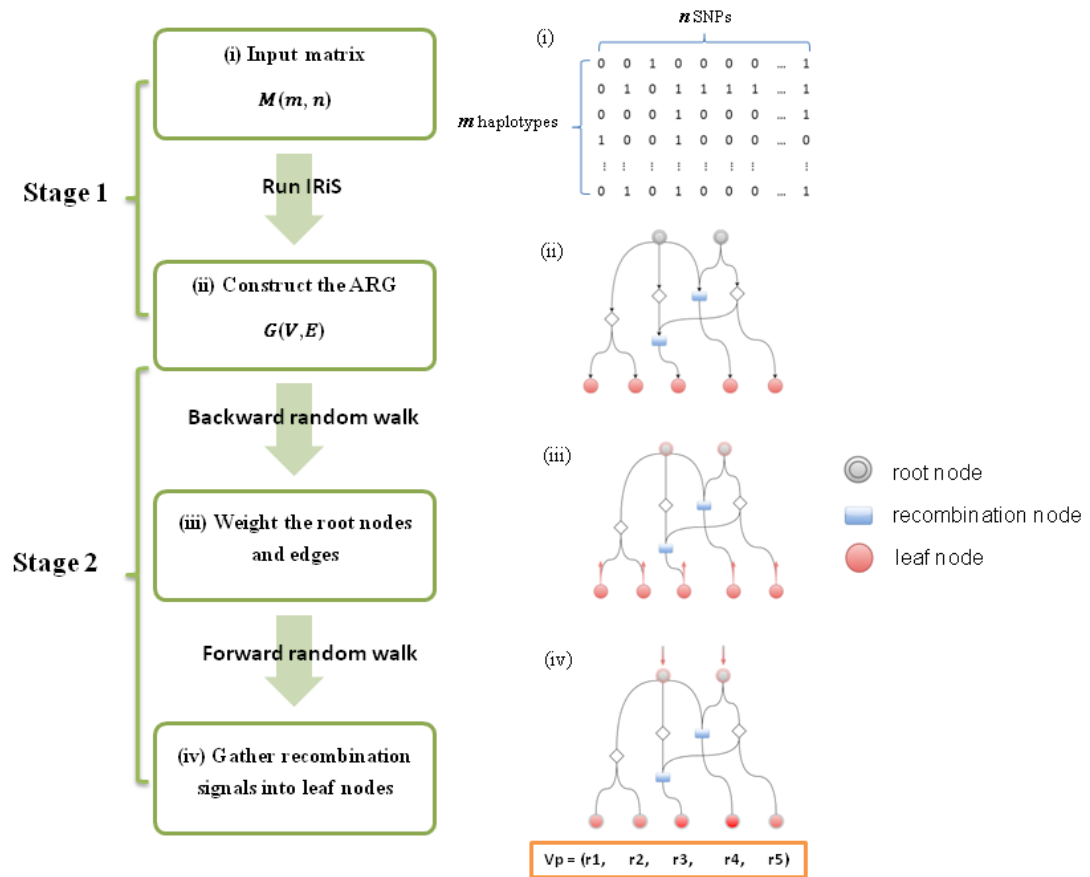 Stage 1
(i) Input matrix
M(m, n)
Run IRiS
(ii) Construct the ARG
G(V,E)
Stage 2
Backward random walk
(iii) Weight the root nodes
and edges
Forward random walk
(iv) Gather recombination
signals into leaf nodes
(i)
n SNPs
m haplotypes
0 0 1 0 0 0 0 ... 1
0 1 0 1 1 1 1 ... 1
0 0 0 1 0 0 0 ... 1
1 0 0 1 0 0 0 ... 0
⋮ ⋮ ⋮ ⋮ ⋮ ⋮ ⋮ ⋮
0 1 0 1 0 0 0 ... 1
(ii)
(iii)
root node
recombination node
leaf node
(iv)
Vp = (r1, r2, r3, r4, r5)